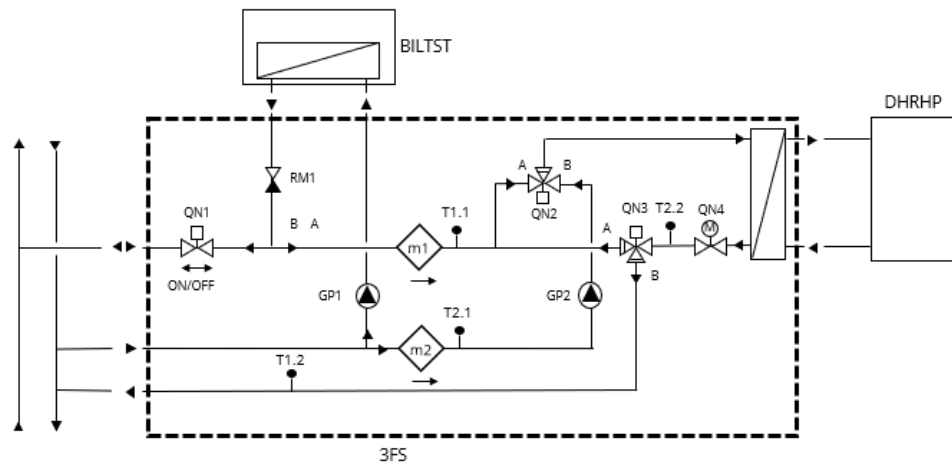 BILTST
DHRHP
RM1
A
B
QN1
QN2
QN3
T2.2
QN4
M
B A
T1.1
A
m1
B
ON/OFF
GP1
GP2
T2.1
m2
T1.2
3FS